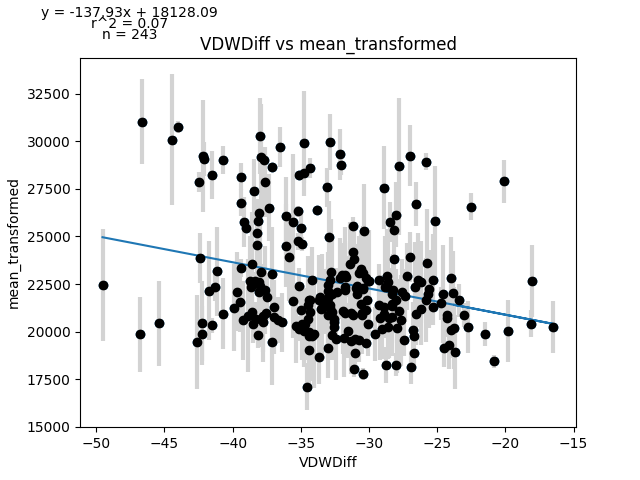 y = -137.93x + 18128.09
r^2 = 0.07
n = 243
VDWDiff vs mean_transformed
mean_transformed
32500
30000
27500
25000
22500
20000
17500
15000
−50 −45 −40 −35 −30 −25 −20 −15
VDWDiff